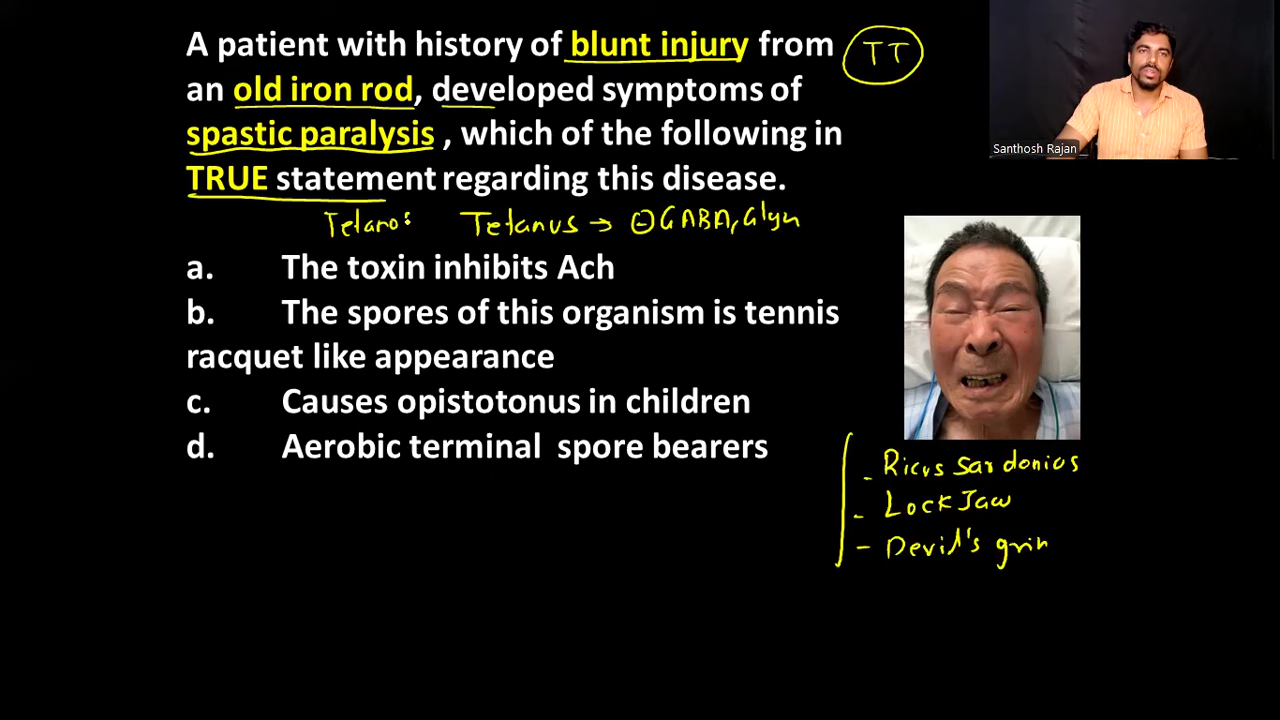 A patient with history of blunt injury from
TT
an old iron rod, developed symptoms of
spastic paralysis , which of the following in
Santhosh Rajan
TRUE statement regarding this disease.
Tetano:
Tetanus → ⊖ GABA, Glyn
a. The toxin inhibits Ach
b. The spores of this organism is tennis
racquet like appearance
c. Causes opistotonus in children
d. Aerobic terminal spore bearers
- Ricus sardonius
- Lock Jaw
- Devil's grin